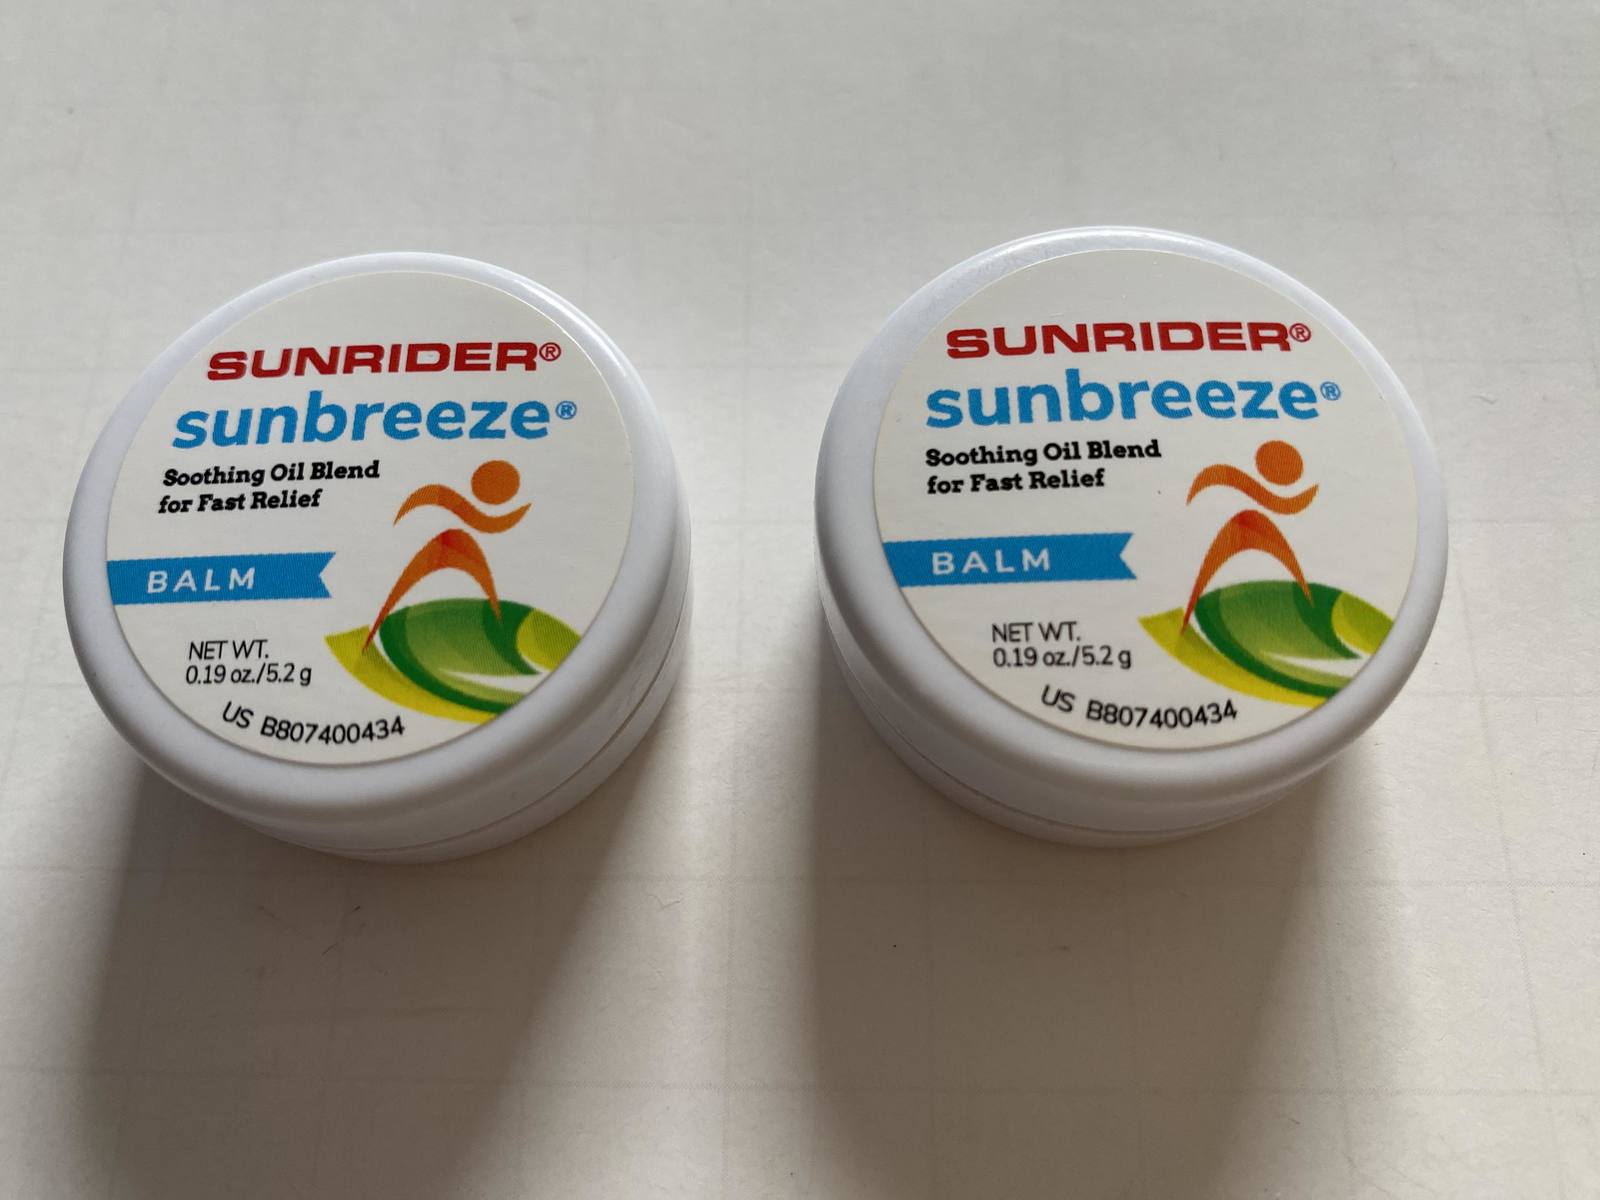 SUNRIDER®
sunbreeze®
Soothing Oil Blend
for Fast Relief
BALM
NET WT.
0.19 oz./5.2 g
US B807400434
SUNRIDER®
sunbreeze®
Soothing Oil Blend
for Fast Relief
BALM
NET WT.
0.19 oz./5.2 g
US B807400434